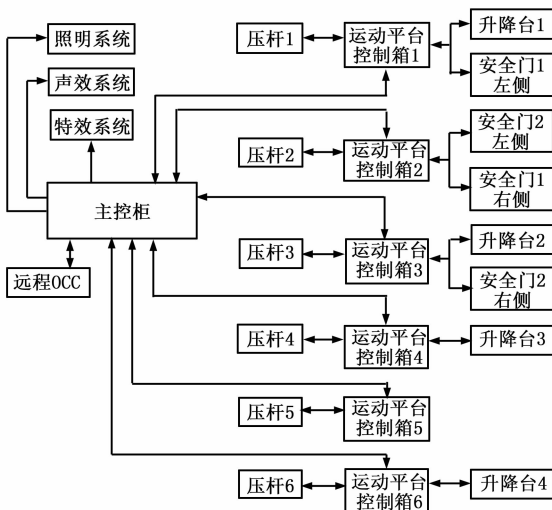 照明系统
声效系统
特效系统
主控柜
远程OCC
压杆1
运动平台
控制箱1
升降台1
安全门1
左侧
压杆2
运动平台
控制箱2
安全门2
左侧
安全门1
右侧
压杆3
运动平台
控制箱3
升降台2
安全门2
右侧
压杆4
运动平台
控制箱4
升降台3
压杆5
运动平台
控制箱5
压杆6
运动平台
控制箱6
升降台4